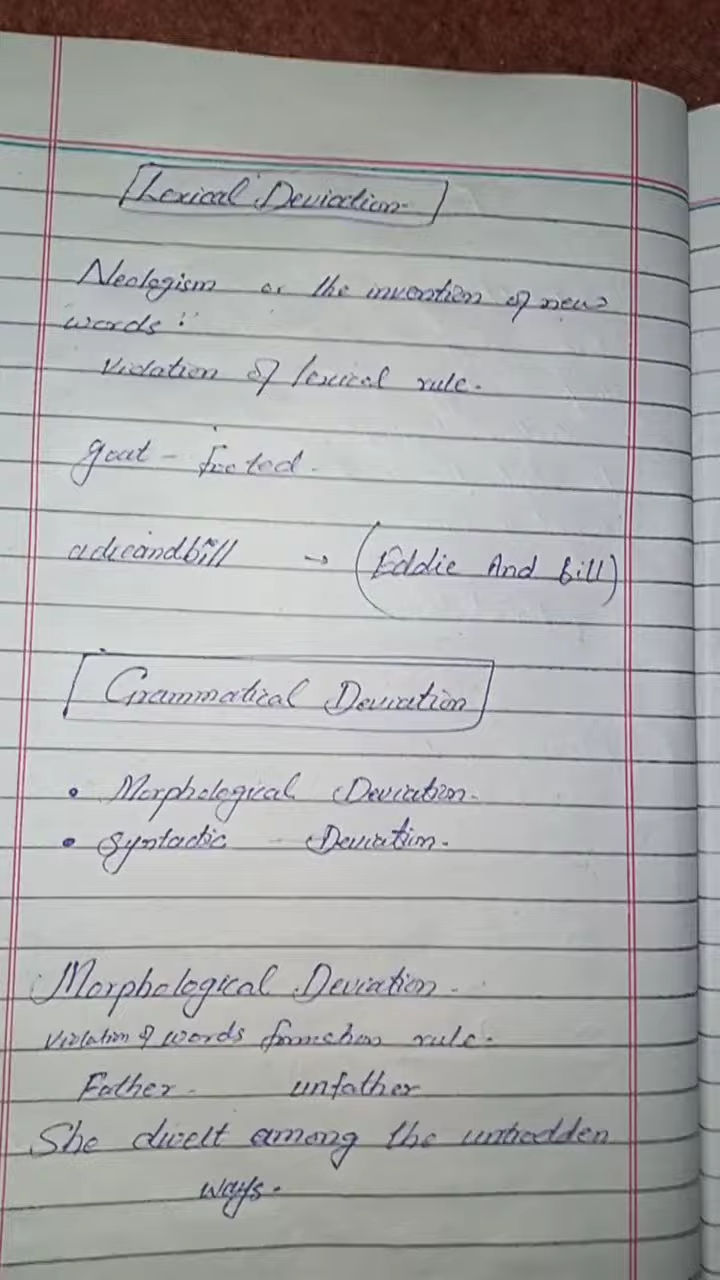 Lexical Deviation
Neologism or the invention of new
words :
Violation of lexical rule.
goat - footed.
edieandbill → (Eddie And Bill)
Grammatical Deviation
• Morphological Deviation.
• Syntactic - Deviation.
Morphological Deviation.
Violation of words formation rule.
Father - unfather
She dwelt among the untrodden
ways.